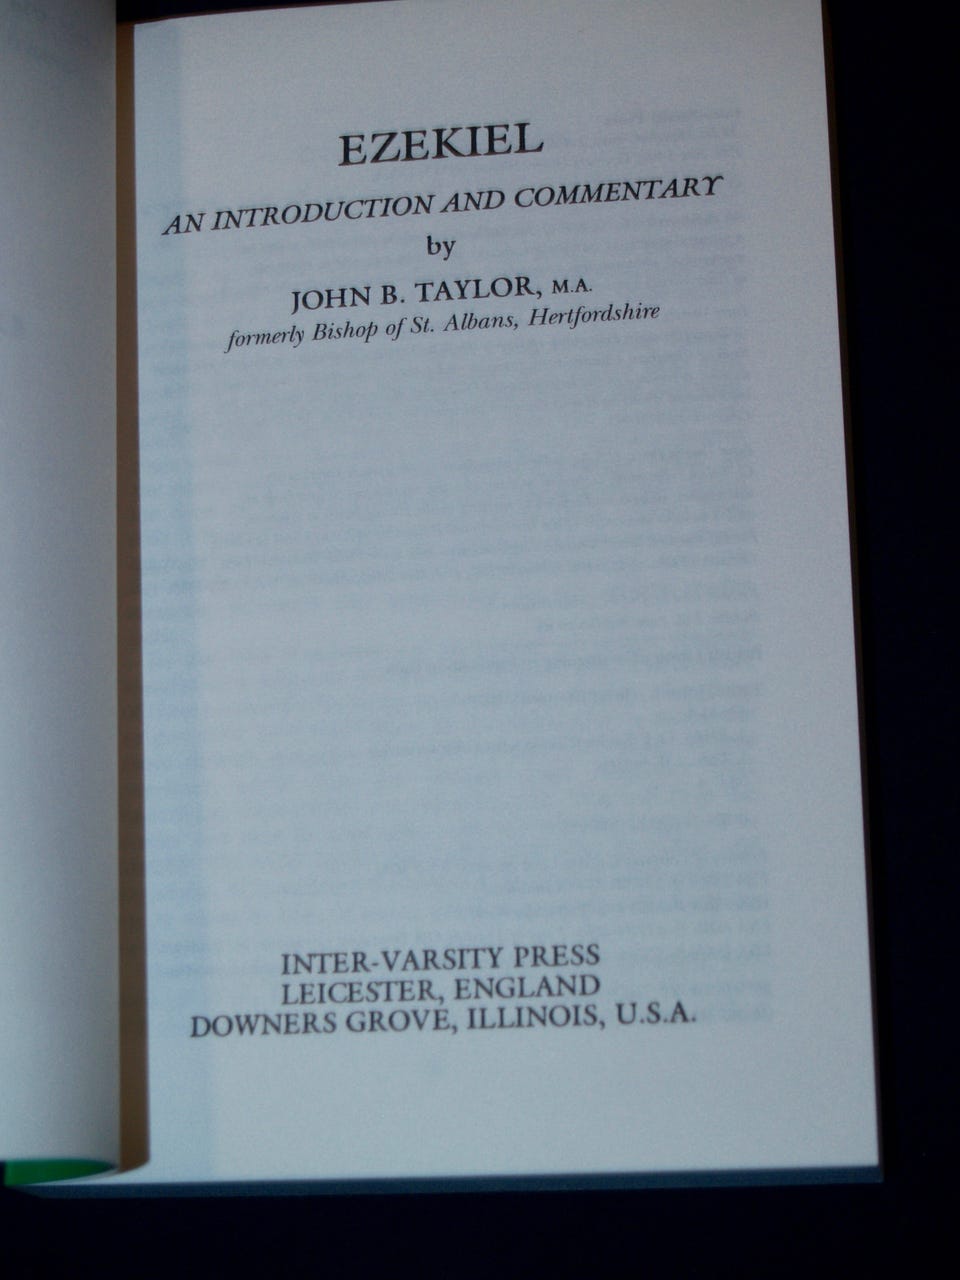 EZEKIEL
AN INTRODUCTION AND COMMENTARY
by
JOHN B. TAYLOR, M.A.
formerly Bishop of St. Albans, Hertfordshire
INTER-VARSITY PRESS
LEICESTER, ENGLAND
DOWNERS GROVE, ILLINOIS, U.S.A.